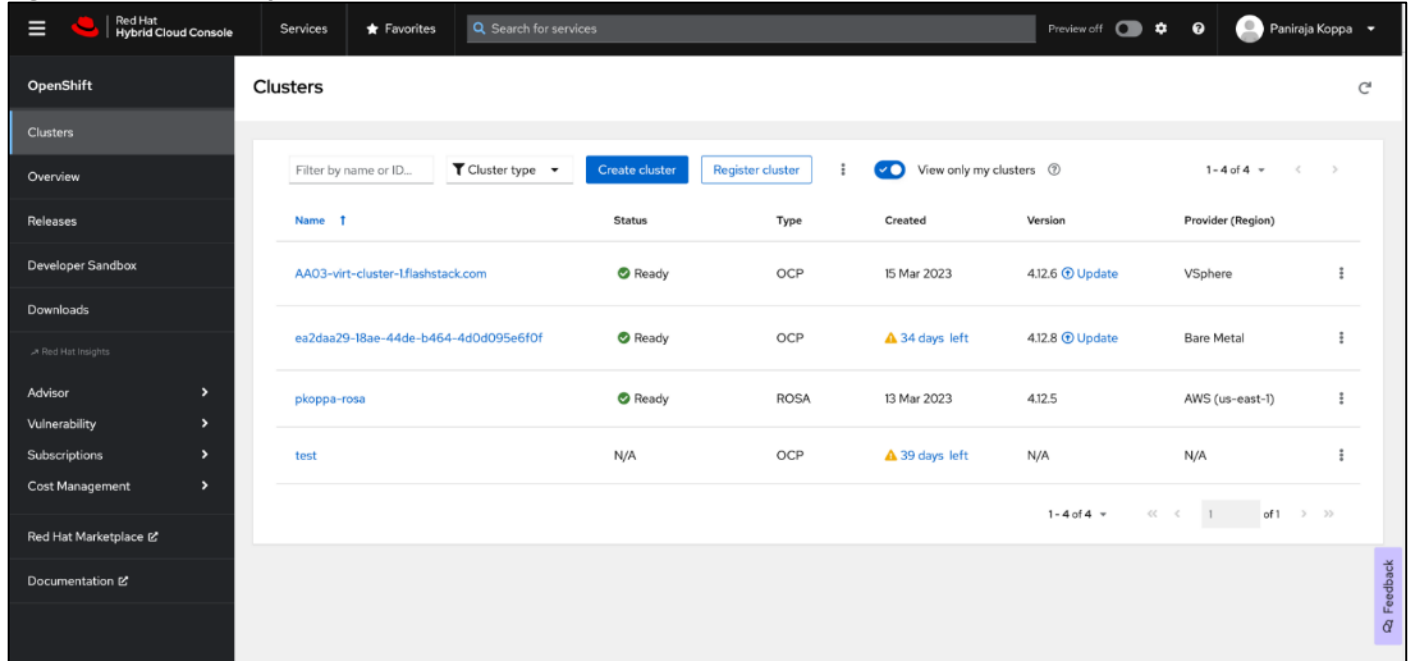 Red Hat
Hybrid Cloud Console
Services
Favorites
Search for services
Preview off
Paniraja Koppa
OpenShift
Clusters
Overview
Releases
Developer Sandbox
Downloads
Red Hat Insights
Advisor
Vulnerability
Subscriptions
Cost Management
Red Hat Marketplace
Documentation
Clusters
Filter by name or ID...
Cluster type
Create cluster
Register cluster
View only my clusters
1 - 4 of 4
Name Status Type Created Version Provider (Region)
AA03-virt-cluster-1.flashstack.com Ready OCP 15 Mar 2023 4.12.6 Update VSphere
ea2daa29-18ae-44de-b464-4d0d095e6f0f Ready OCP 34 days left 4.12.8 Update Bare Metal
pkoppa-rosa Ready ROSA 13 Mar 2023 4.12.5 AWS (us-east-1)
test N/A OCP 39 days left N/A N/A
1 - 4 of 4 1 of 1
Feedback